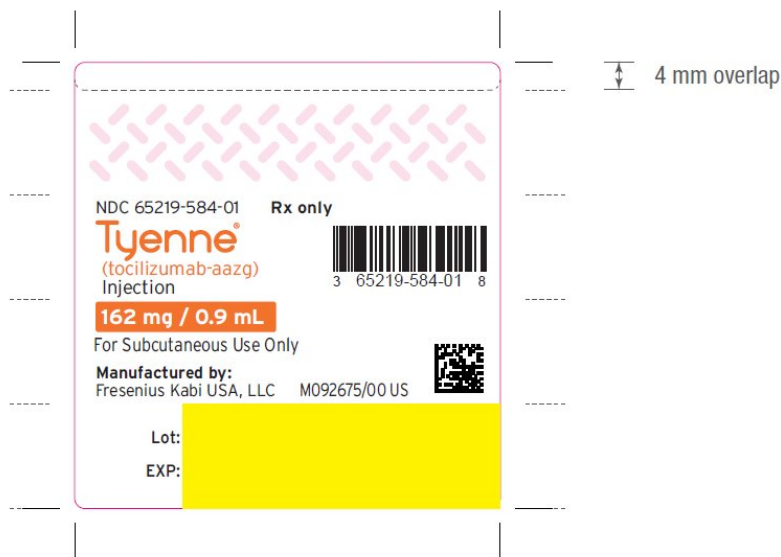 4 mm overlap
NDC 65219-584-01 Rx only
Tyenne®
(tocilizumab-aazg)
Injection
3 65219-584-01 8
162 mg / 0.9 mL
For Subcutaneous Use Only
Manufactured by:
Fresenius Kabi USA, LLC M092675/00 US
Lot:
EXP: